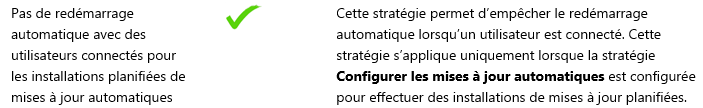 Pas de redémarrage
automatique avec des
utilisateurs connectés pour
les installations planifiées de
mises à jour automatiques
Cette stratégie permet d’empêcher le redémarrage
automatique lorsqu’un utilisateur est connecté. Cette
stratégie s’applique uniquement lorsque la stratégie
Configurer les mises à jour automatiques est configurée
pour effectuer des installations de mises à jour planifiées.